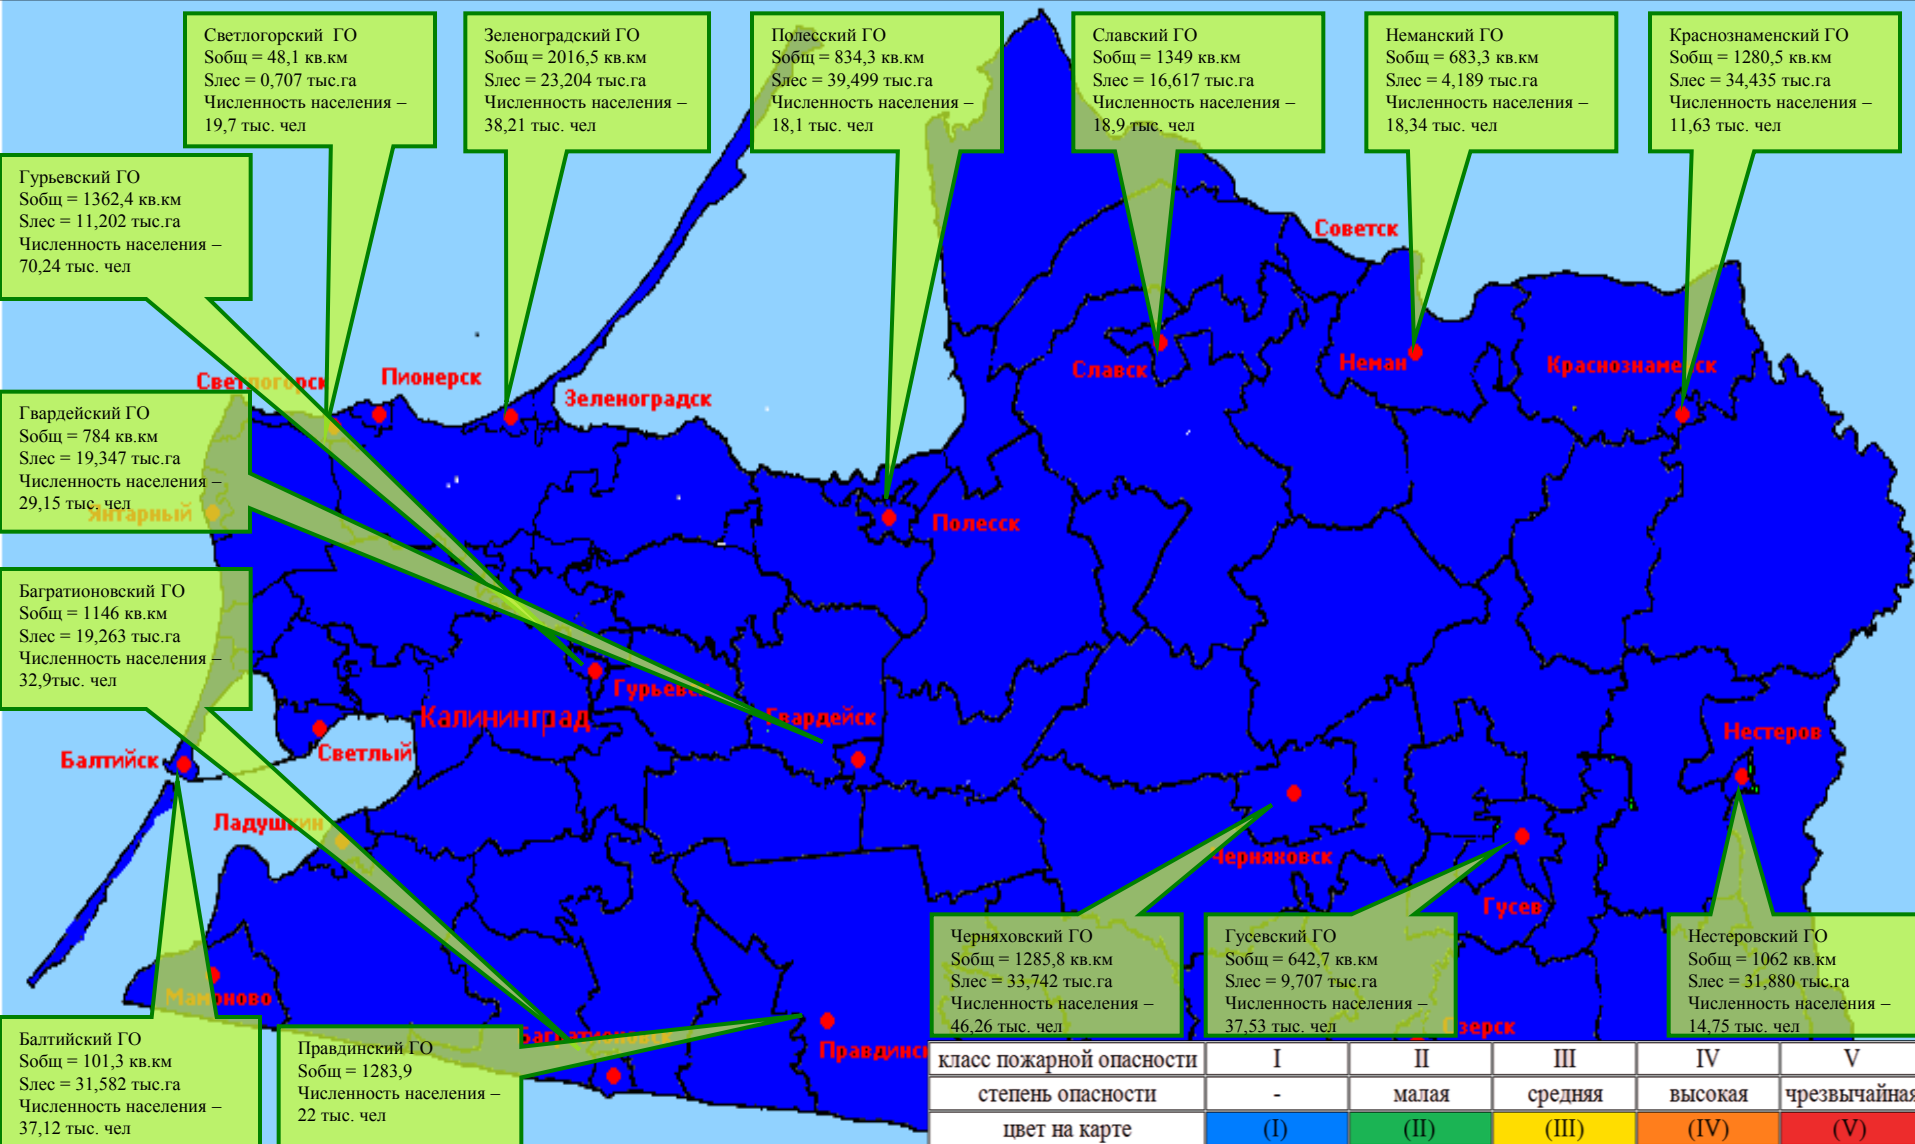 Светлогорский ГО
Sобщ = 48,1 кв.км
Sлес = 0,707 тыс.га
Численность населения –
19,7 тыс. чел
Зеленоградский ГО
Sобщ = 2016,5 кв.км
Sлес = 23,204 тыс.га
Численность населения –
38,21 тыс. чел
Полесский ГО
Sобщ = 834,3 кв.км
Sлес = 39,499 тыс.га
Численность населения –
18,1 тыс. чел
Славский ГО
Sобщ = 1349 кв.км
Sлес = 16,617 тыс.га
Численность населения –
18,9 тыс. чел
Неманский ГО
Sобщ = 683,3 кв.км
Sлес = 4,189 тыс.га
Численность населения –
18,34 тыс. чел
Краснознаменский ГО
Sобщ = 1280,5 кв.км
Sлес = 34,435 тыс.га
Численность населения –
11,63 тыс. чел
Гурьевский ГО
Sобщ = 1362,4 кв.км
Sлес = 11,202 тыс.га
Численность населения –
70,24 тыс. чел
Советск
Светлогорск
Пионерск
Зеленоградск
Славск
Неман
Краснознаменск
Гвардейский ГО
Sобщ = 784 кв.км
Sлес = 19,347 тыс.га
Численность населения –
29,15 тыс. чел
Янтарный
Полесск
Багратионовский ГО
Sобщ = 1146 кв.км
Sлес = 19,263 тыс.га
Численность населения –
32,9тыс. чел
Гурьевск
Калининград
Гвардейск
Нестеров
Балтийск
Светлый
Ладушкин
Черняховск
Гусев
Мамоново
Черняховский ГО
Sобщ = 1285,8 кв.км
Sлес = 33,742 тыс.га
Численность населения –
46,26 тыс. чел
Гусевский ГО
Sобщ = 642,7 кв.км
Sлес = 9,707 тыс.га
Численность населения –
37,53 тыс. чел
Нестеровский ГО
Sобщ = 1062 кв.км
Sлес = 31,880 тыс.га
Численность населения –
14,75 тыс. чел
Озерск
Балтийский ГО
Sобщ = 101,3 кв.км
Sлес = 31,582 тыс.га
Численность населения –
37,12 тыс. чел
Правдинский ГО
Sобщ = 1283,9
Численность населения –
22 тыс. чел
Багратионовск
Правдинс
класс пожарной опасности I II III IV V
степень опасности - малая средняя высокая чрезвычайная
цвет на карте (I) (II) (III) (IV) (V)